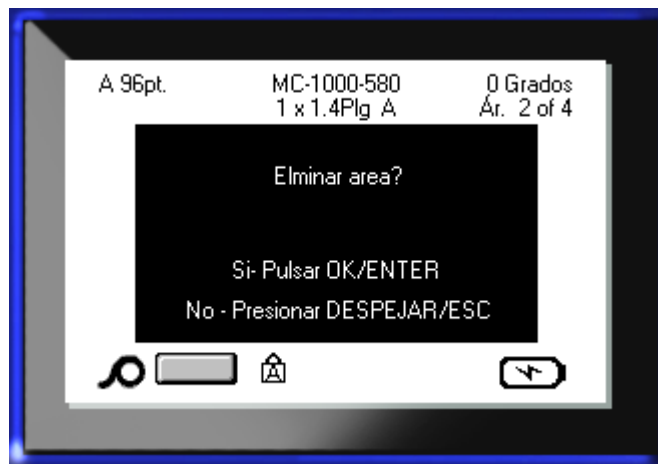 A 96pt. MC-1000-580 0 Grados
1 x 1.4Plg A Ár. 2 of 4
Elminar area?
Si- Pulsar OK/ENTER
No - Presionar DESPEJAR/ESC
A